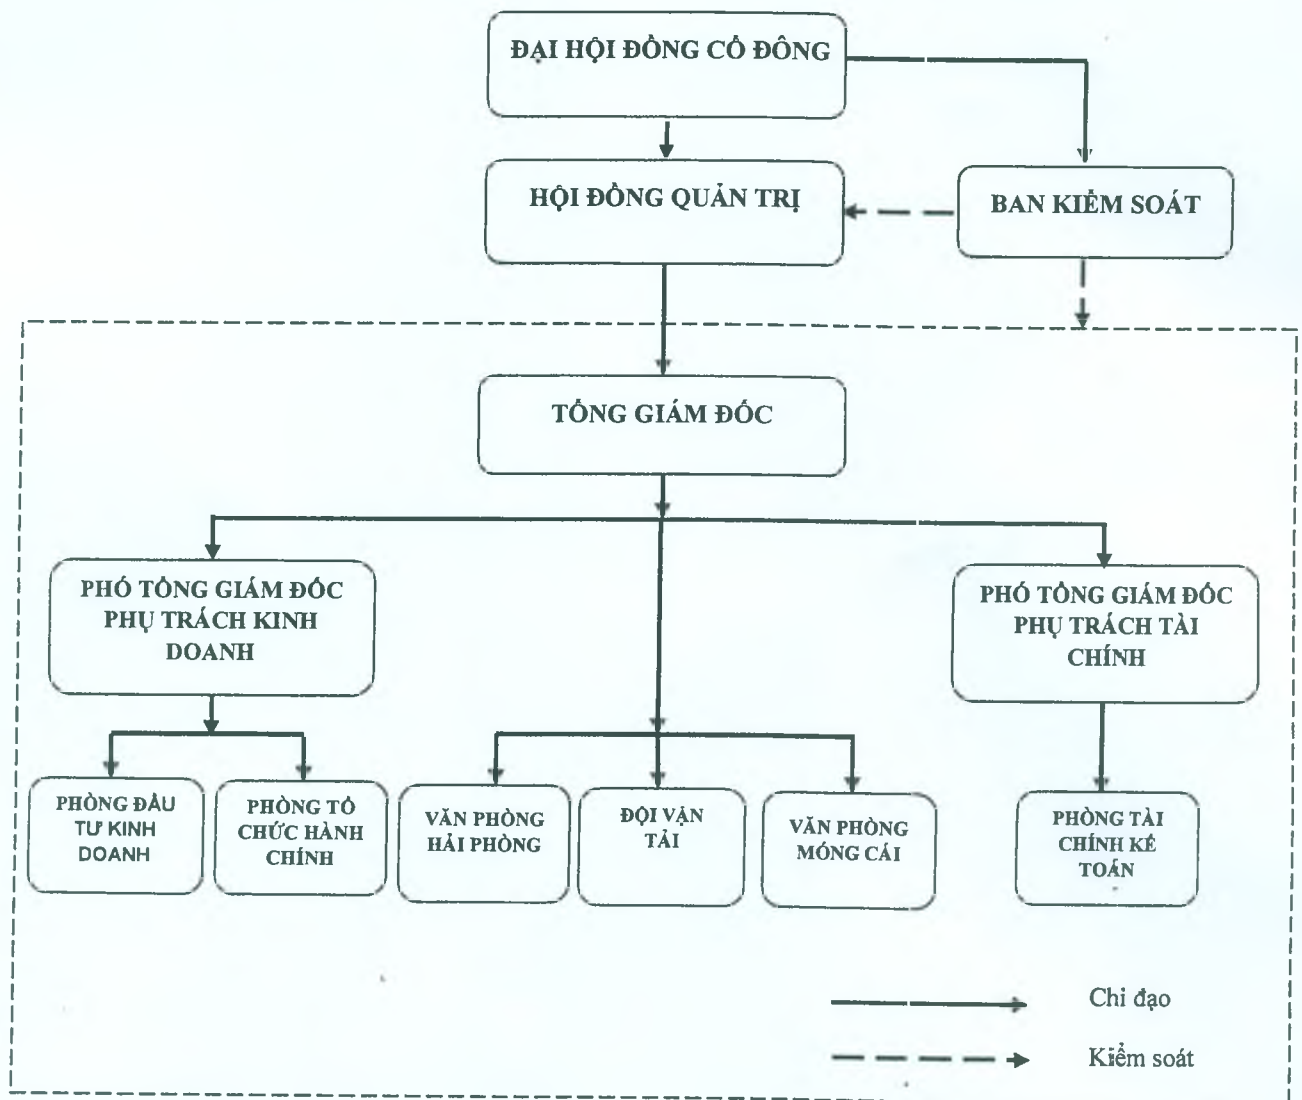 ĐẠI HỘI ĐỒNG CỔ ĐÔNG
HỘI ĐỒNG QUẢN TRỊ
BAN KIỂM SOÁT
TỔNG GIÁM ĐỐC
PHÓ TỔNG GIÁM ĐỐC
PHỤ TRÁCH KINH
DOANH
PHÓ TỔNG GIÁM ĐỐC
PHỤ TRÁCH TÀI
CHÍNH
PHÒNG ĐẦU
TƯ KINH
DOANH
PHÒNG TỔ
CHỨC HÀNH
CHÍNH
VĂN PHÒNG
HẢI PHÒNG
ĐỘI VẬN
TẢI
VĂN PHÒNG
MÓNG CÁI
PHÒNG TÀI
CHÍNH KẾ
TOÁN
Chỉ đạo
Kiểm soát